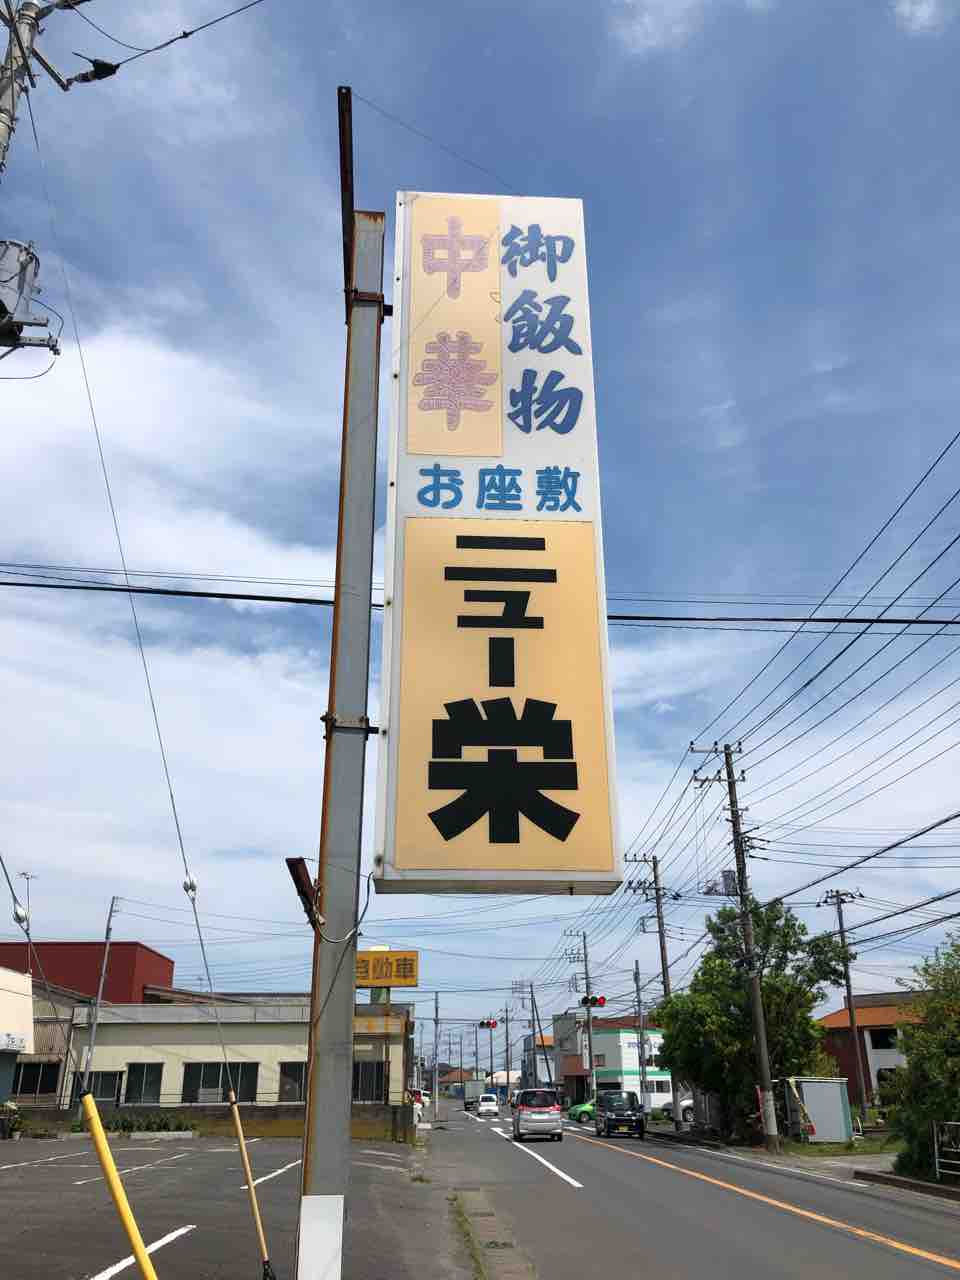 御飯物
中華
お座敷
ニュー栄
自動車